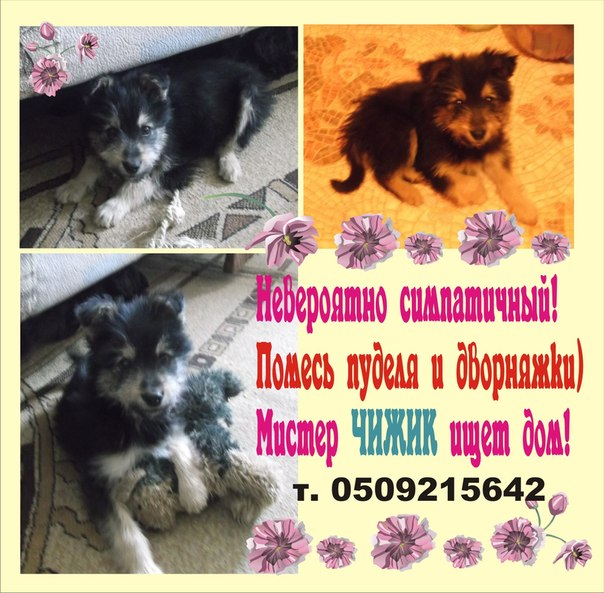 Невероятно симпатичный!
Помесь пуделя и дворняжки)
Мистер ЧИЖИК ищет дом!
т. 0509215642